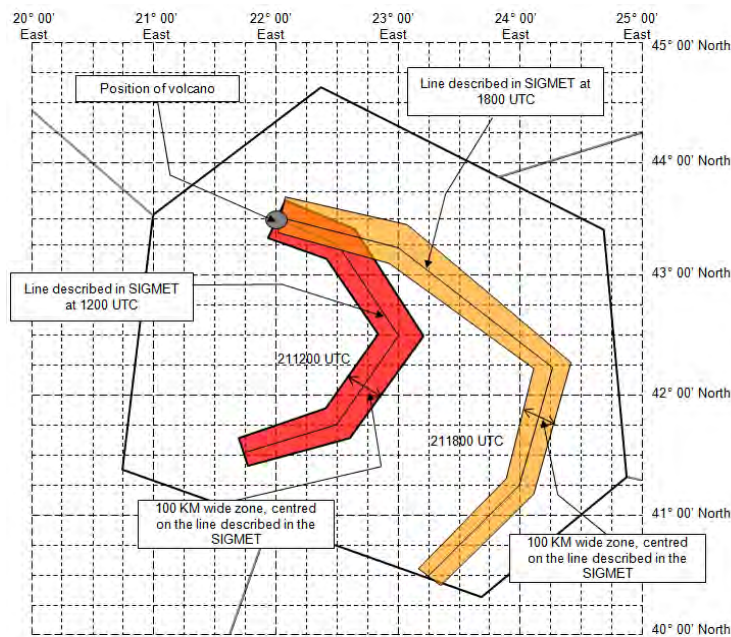 20° 00' 21° 00' 22° 00' 23° 00' 24° 00' 25° 00'
East East East East East East
45° 00' North
Position of volcano
Line described in SIGMET at
1800 UTC
44° 00' North
43° 00' North
Line described in SIGMET
at 1200 UTC
211200 UTC
42° 00' North
211800 UTC
41° 00' North
100 KM wide zone, centred
on the line described in the
SIGMET
100 KM wide zone, centred
on the line described in the
SIGMET
40° 00' North